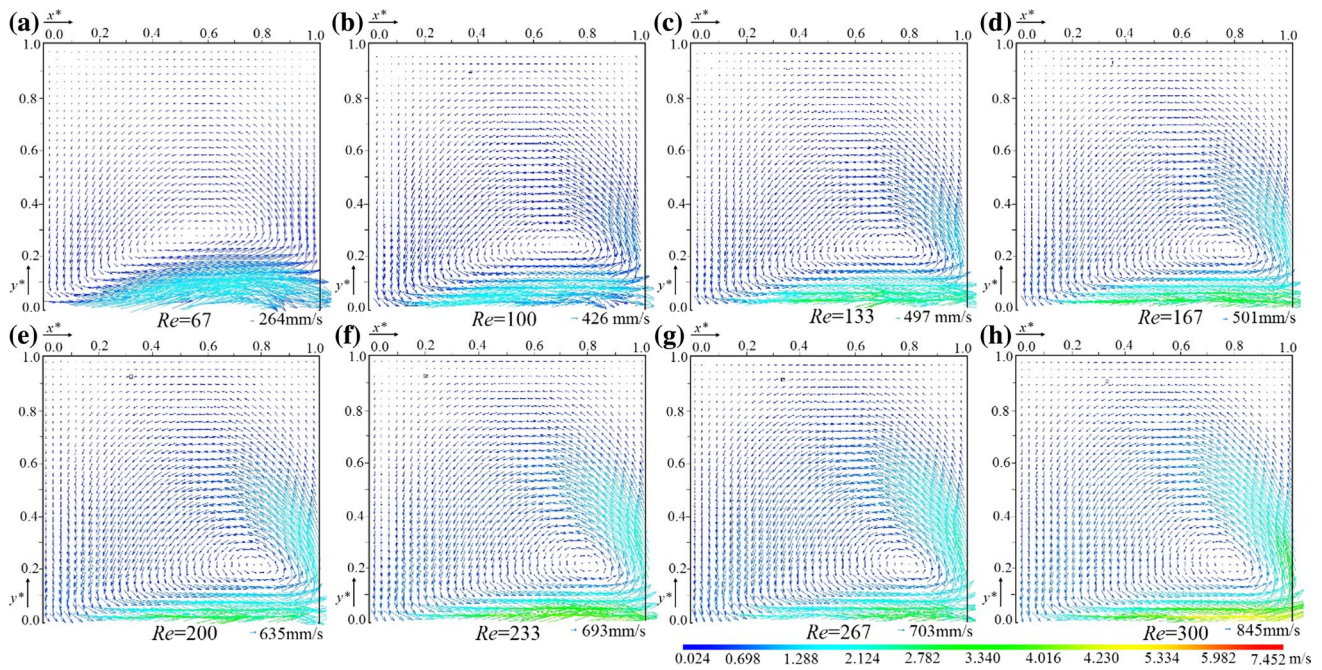 (a) x* (b) x* (c) x* (d) x*
0.0 0.2 0.4 0.6 0.8 1.0 0.0 0.2 0.4 0.6 0.8 1.0 0.0 0.2 0.4 0.6 0.8 1.0 0.0 0.2 0.4 0.6 0.8 1.0
1.0 1.0 1.0 1.0
0.8 0.8 0.8 0.8
0.6 0.6 0.6 0.6
0.4 0.4 0.4 0.4
0.2 0.2 0.2 0.2
y* y* y* y*
0.0 0.0 0.0 0.0
Re=67 264mm/s Re=100 426 mm/s Re=133 497 mm/s Re=167 501mm/s
(e) x* (f) x* (g) x* (h) x*
0.0 0.2 0.4 0.6 0.8 1.0 0.0 0.2 0.4 0.6 0.8 1.0 0.0 0.2 0.4 0.6 0.8 1.0 0.0 0.2 0.4 0.6 0.8 1.0
1.0 1.0 1.0 1.0
0.8 0.8 0.8 0.8
0.6 0.6 0.6 0.6
0.4 0.4 0.4 0.4
0.2 0.2 0.2 0.2
y* y* y* y*
0.0 0.0 0.0 0.0
Re=200 635mm/s Re=233 693mm/s Re=267 703mm/s Re=300 845mm/s
0.024 0.698 1.288 2.124 2.782 3.340 4.016 4.230 5.334 5.982 7.452 m/s